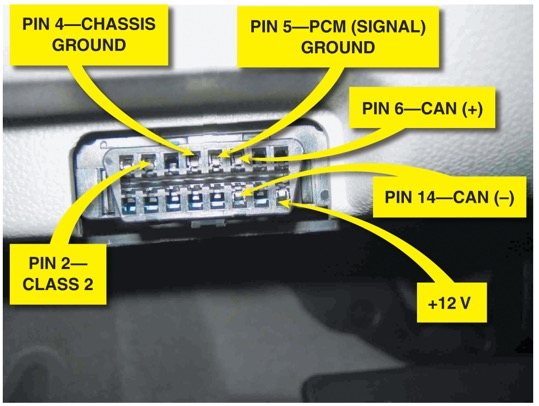 PIN 4—CHASSIS
GROUND
PIN 5—PCM (SIGNAL)
GROUND
PIN 6—CAN (+)
PIN 14—CAN (–)
PIN 2—
CLASS 2
+12 V